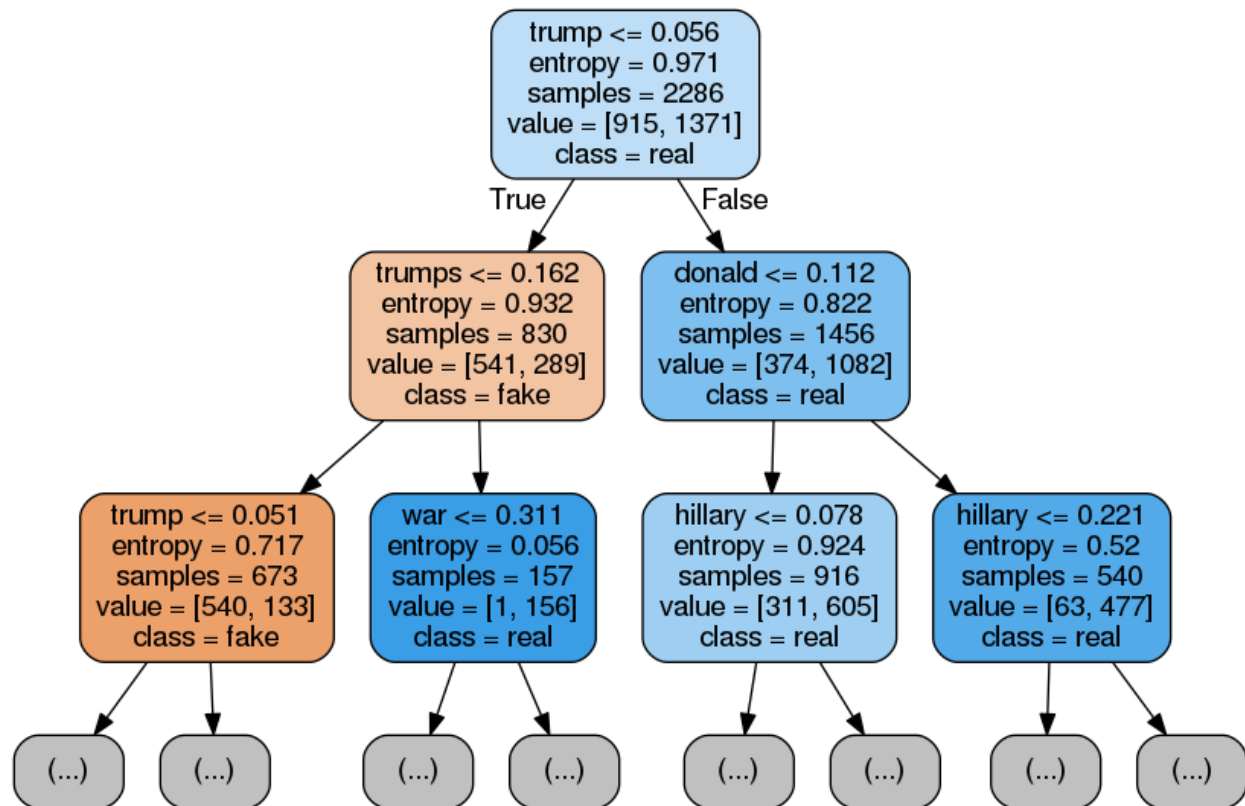 trump <= 0.056
entropy = 0.971
samples = 2286
value = [915, 1371]
class = real
True
False
trumps <= 0.162
entropy = 0.932
samples = 830
value = [541, 289]
class = fake
donald <= 0.112
entropy = 0.822
samples = 1456
value = [374, 1082]
class = real
trump <= 0.051
entropy = 0.717
samples = 673
value = [540, 133]
class = fake
war <= 0.311
entropy = 0.056
samples = 157
value = [1, 156]
class = real
hillary <= 0.078
entropy = 0.924
samples = 916
value = [311, 605]
class = real
hillary <= 0.221
entropy = 0.52
samples = 540
value = [63, 477]
class = real
(...)
(...)
(...)
(...)
(...)
(...)
(...)
(...)